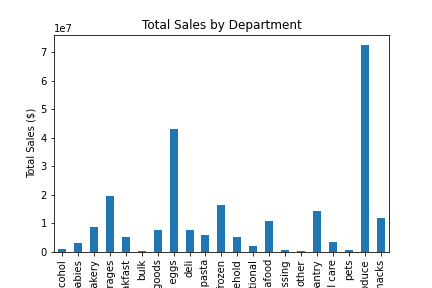 Total Sales by Department
1e7
Total Sales ($)
7
6
5
4
3
2
1
0
cohol
abies
akery
rages
kfast
bulk
goods
eggs
deli
pasta
rozen
ehold
tional
afood
ssing
other
antry
l care
pets
oduce
nacks